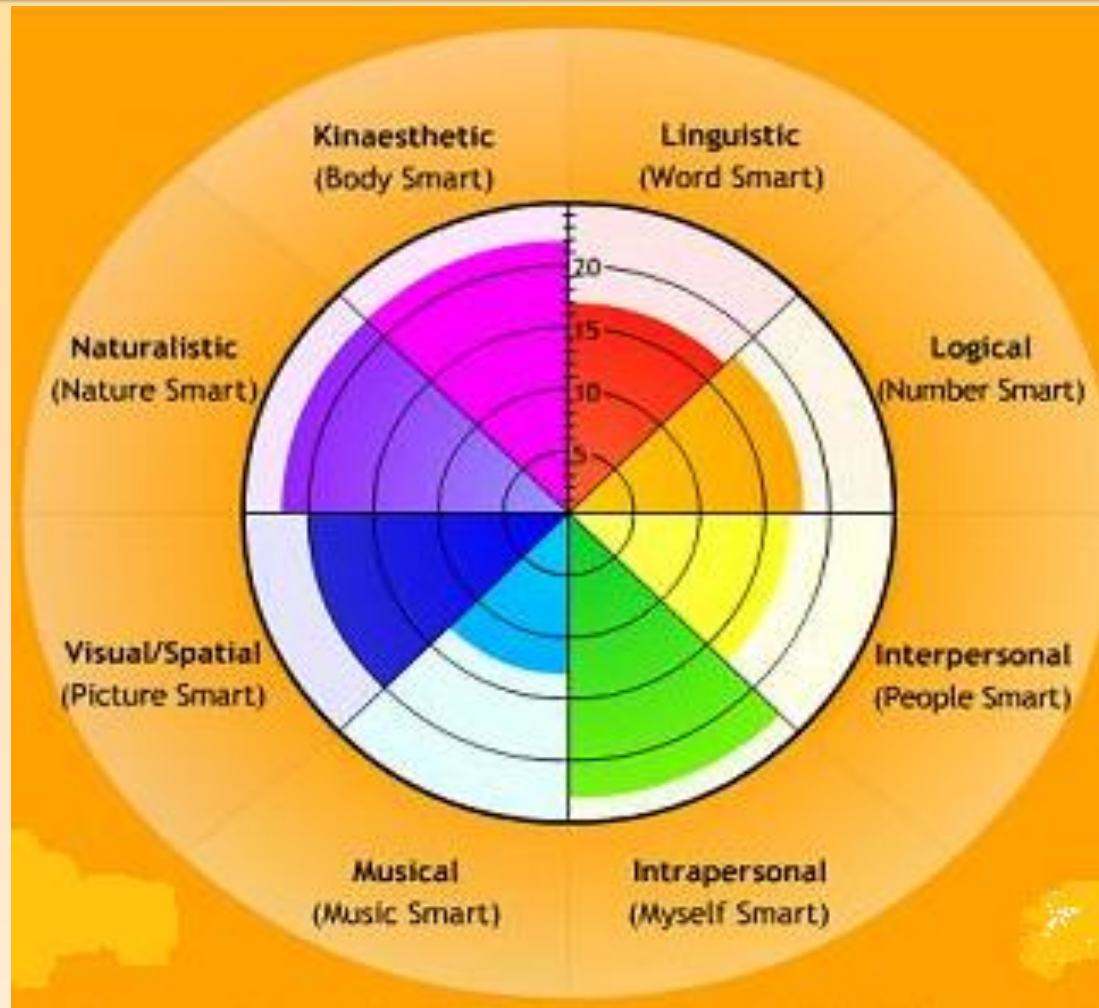 Kinaesthetic
(Body Smart)
Linguistic
(Word Smart)
Naturalistic
(Nature Smart)
Logical
(Number Smart)
20
15
10
5
Visual/Spatial
(Picture Smart)
Interpersonal
(People Smart)
Musical
(Music Smart)
Intrapersonal
(Myself Smart)